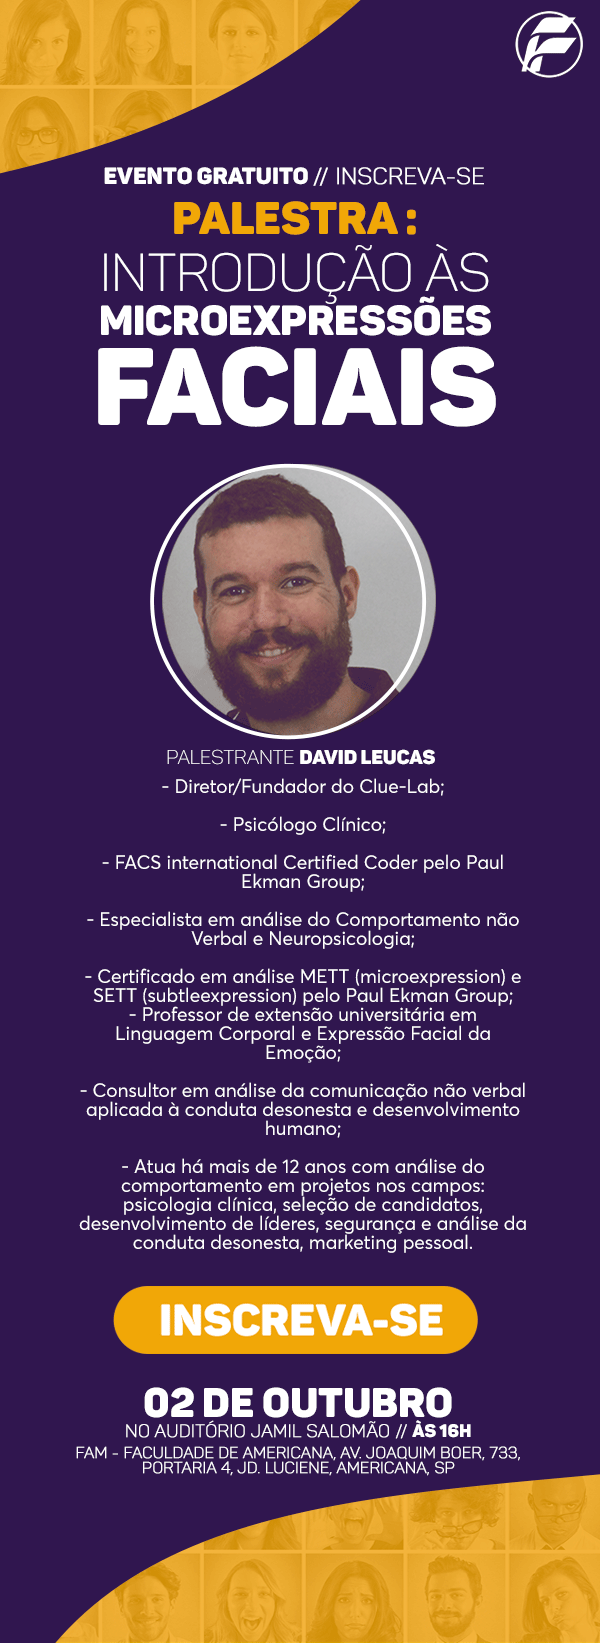 EVENTO GRATUITO // INSCREVA-SE
PALESTRA :
INTRODUÇÃO ÀS
MICROEXPRESSÕES
FACIAIS
PALESTRANTE DAVID LEUCAS
- Diretor/Fundador do Clue-Lab;
- Psicólogo Clínico;
- FACS international Certified Coder pelo Paul
Ekman Group;
- Especialista em análise do Comportamento não
Verbal e Neuropsicologia;
- Certificado em análise METT (microexpression) e
SETT (subtleexpression) pelo Paul Ekman Group;
- Professor de extensão universitária em
Linguagem Corporal e Expressão Facial da
Emoção;
- Consultor em análise da comunicação não verbal
aplicada à conduta desonesta e desenvolvimento
humano;
- Atua há mais de 12 anos com análise do
comportamento em projetos nos campos:
psicologia clínica, seleção de candidatos,
desenvolvimento de líderes, segurança e análise da
conduta desonesta, marketing pessoal.
INSCREVA-SE
02 DE OUTUBRO
NO AUDITÓRIO JAMIL SALOMÃO // ÀS 16H
FAM - FACULDADE DE AMERICANA, AV. JOAQUIM BOER, 733,
PORTARIA 4, JD. LUCIENE, AMERICANA, SP